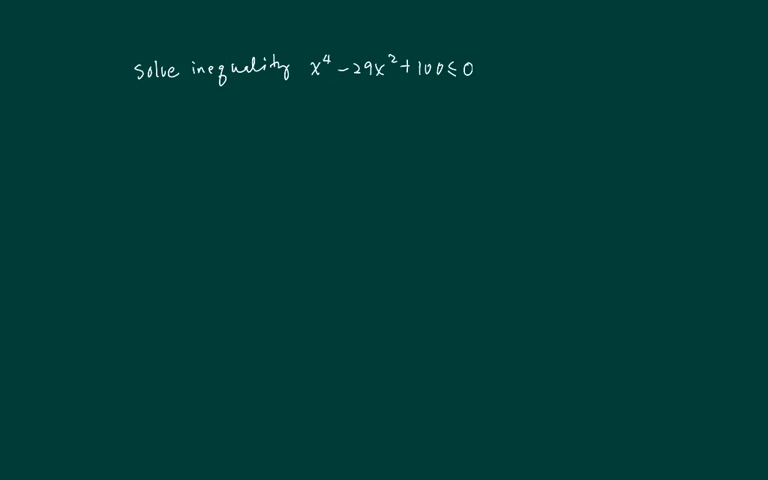 Solve inequality x⁴ - 29x² + 100 ≤ 0